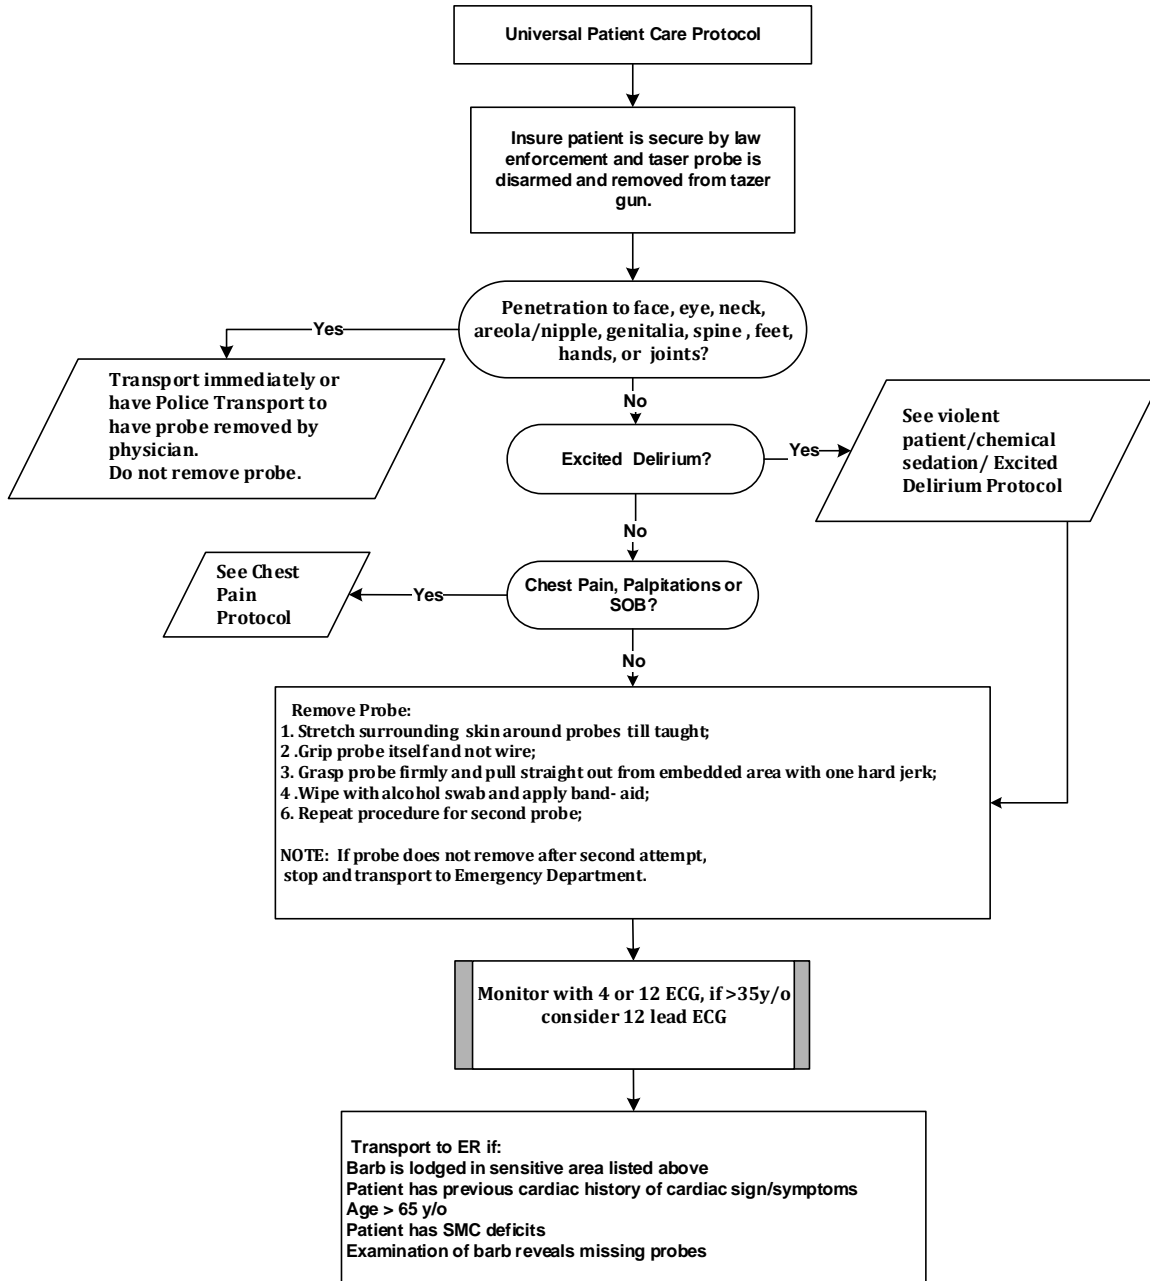 Universal Patient Care Protocol
Insure patient is secure by law
enforcement and taser probe is
disarmed and removed from tazer
gun.
Penetration to face, eye, neck,
areola/nipple, genitalia, spine , feet,
hands, or joints?
Yes
Transport immediately or
have Police Transport to
have probe removed by
physician.
Do not remove probe.
No
Excited Delirium?
Yes
See violent
patient/chemical
sedation/ Excited
Delirium Protocol
No
Chest Pain, Palpitations or
SOB?
Yes
See Chest
Pain
Protocol
No
Remove Probe:
1. Stretch surrounding skin around probes till taught;
2 .Grip probe itself and not wire;
3. Grasp probe firmly and pull straight out from embedded area with one hard jerk;
4 .Wipe with alcohol swab and apply band- aid;
6. Repeat procedure for second probe;
NOTE: If probe does not remove after second attempt,
stop and transport to Emergency Department.
Monitor with 4 or 12 ECG, if >35y/o
consider 12 lead ECG
Transport to ER if:
Barb is lodged in sensitive area listed above
Patient has previous cardiac history of cardiac sign/symptoms
Age > 65 y/o
Patient has SMC deficits
Examination of barb reveals missing probes